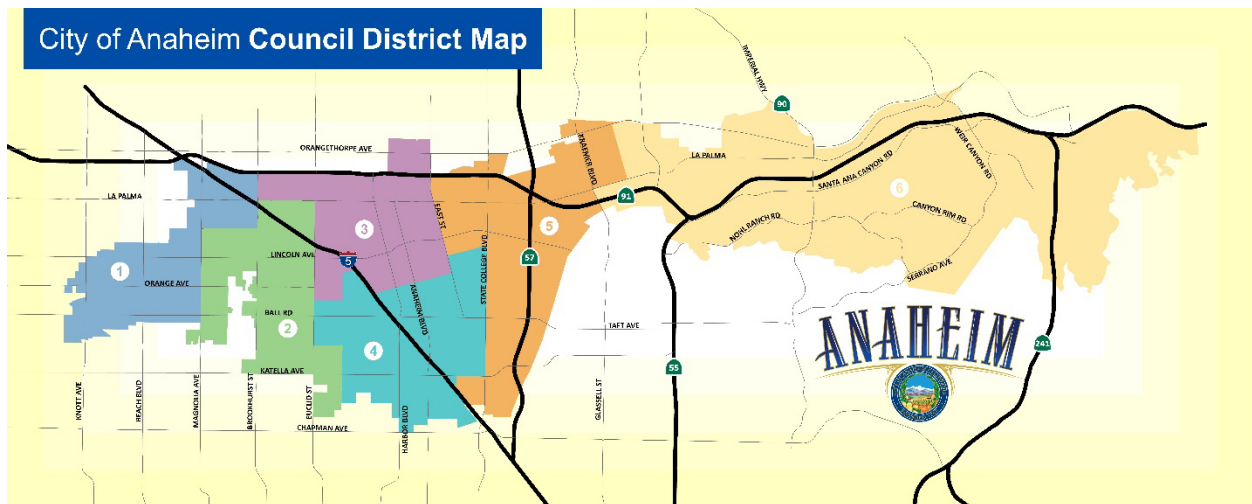 City of Anaheim Council District Map
IMPERIAL HWY
90
ORANGETHORPE AVE
KRAEMER BLVD
LA PALMA
WEIR CANYON RD
SANTA ANA CANYON RD
LA PALMA
91
6
EAST ST
CANYON RIM RD
3
5
NOHL RANCH RD
STATE COLLEGE BLVD
LINCOLN AVE
5
57
1
SERRANO AVE
ORANGE AVE
ANAHEIM BLVD
BALL RD
2
TAFT AVE
ANAHEIM
4
241
KATELLA AVE
55
KNOTT AVE
BEACH BLVD
MAGNOLIA AVE
BROOKHURST ST
EUCLID ST
HARBOR BLVD
GLASSELL ST
CHAPMAN AVE